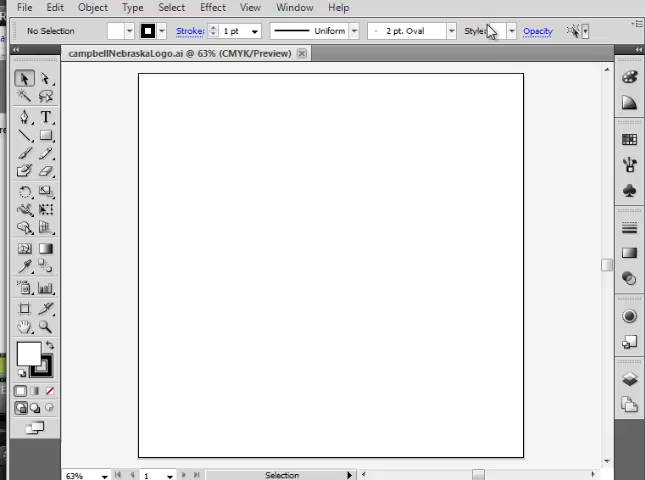 File Edit Object Type Select Effect View Window Help
No Selection Stroke: 1 pt Uniform 2 pt. Oval Style: Opacity
campbellNebraskaLogo.ai @ 63% (CMYK/Preview)
T
63% 1 Selection